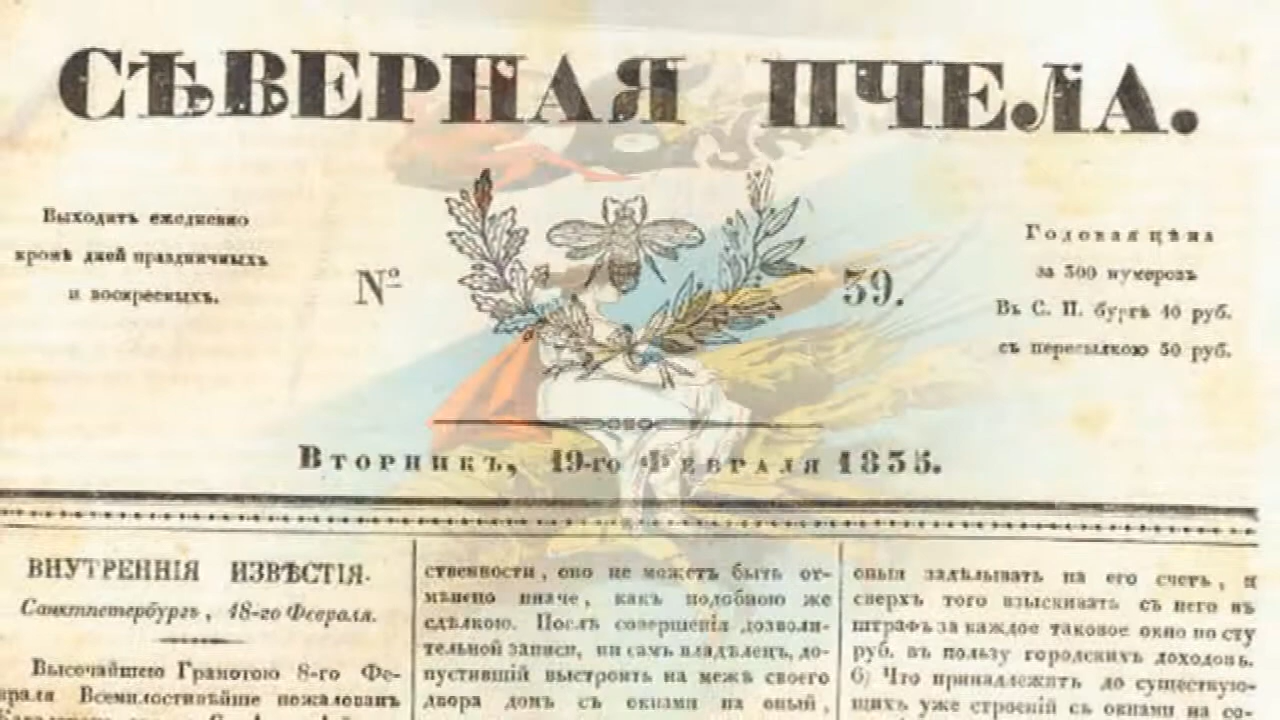 СѢВЕРНАЯ ПЧЕЛА.
Выходитъ ежедневно
кромѣ дней праздничныхъ
и воскресныхъ.
№ 39.
Годовая цѣна
за 300 нумеровъ
Въ С. П. бургѣ 40 руб.
съ пересылкою 50 руб.
Вторникъ, 19-го Февраля 1835.
ВНУТРЕННІЯ ИЗВѢСТІЯ.
Санктпетербургъ, 18-го Февраля.
Высочайшею Грамотою 8-го Фе-
враля Всемилостивѣйше пожалованъ
ственности, оно не можетъ быть от-
мѣнено иначе, какъ подобною же
сдѣлкою. Послѣ совершенія дозволи-
тельной записи, ни самъ владѣлецъ, до-
пустившій выстроить на межѣ своего
двора домъ съ окнами на оный,
оныя задѣлывать на его счетъ, и
сверхъ того взыскивать съ него въ
штрафъ за каждое таковое окно по сту
руб. въ пользу городскихъ доходовъ.
6) Что принадлежитъ до существую-
щихъ уже строеній съ окнами на со-